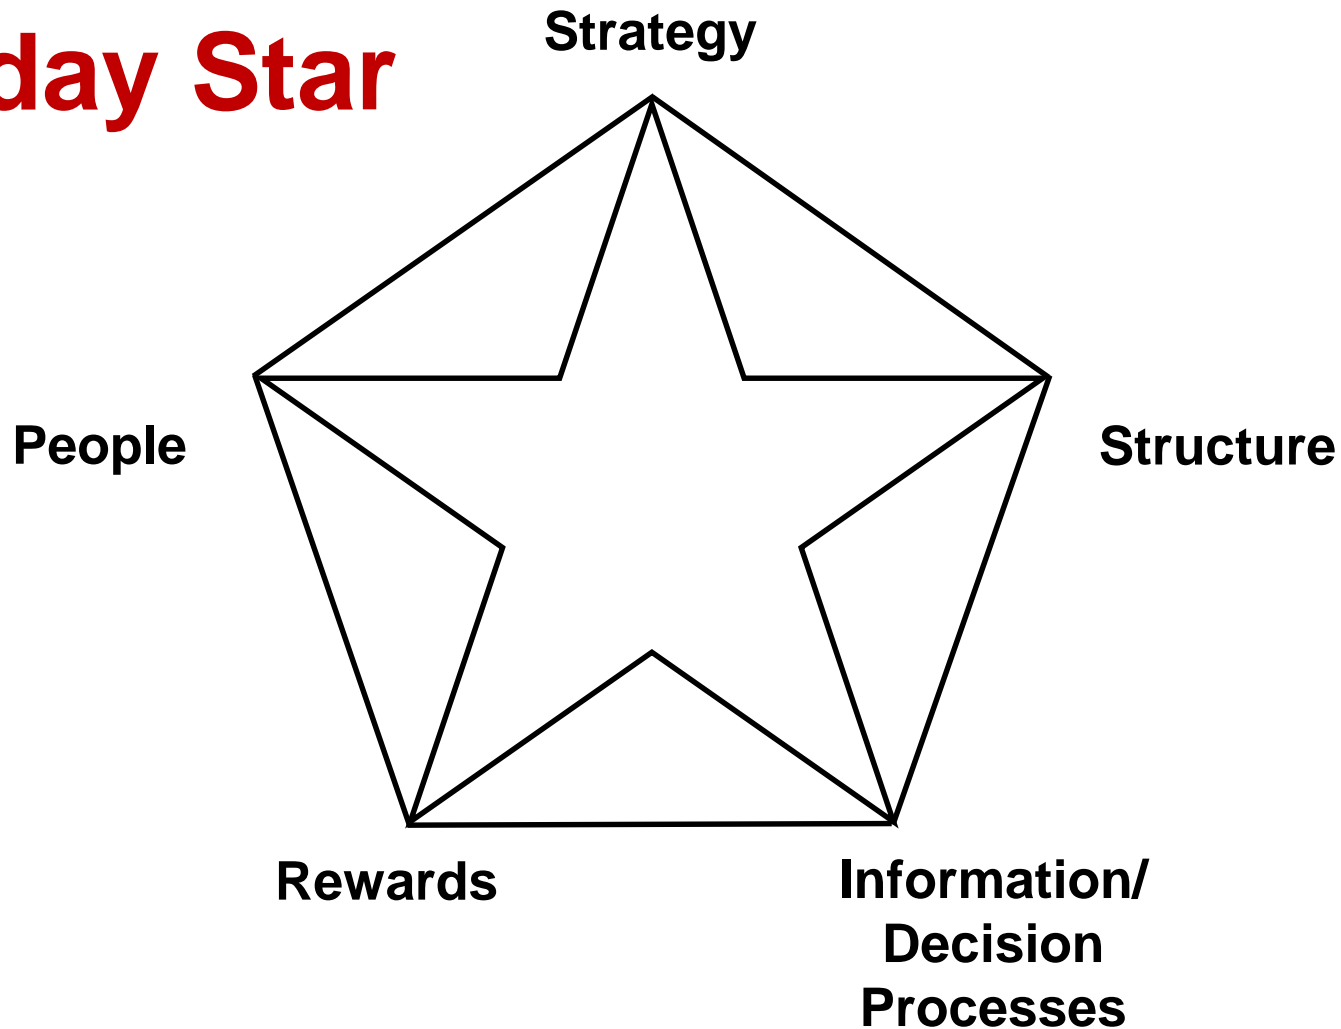 day Star
Strategy
People
Structure
Rewards
Information/
Decision
Processes